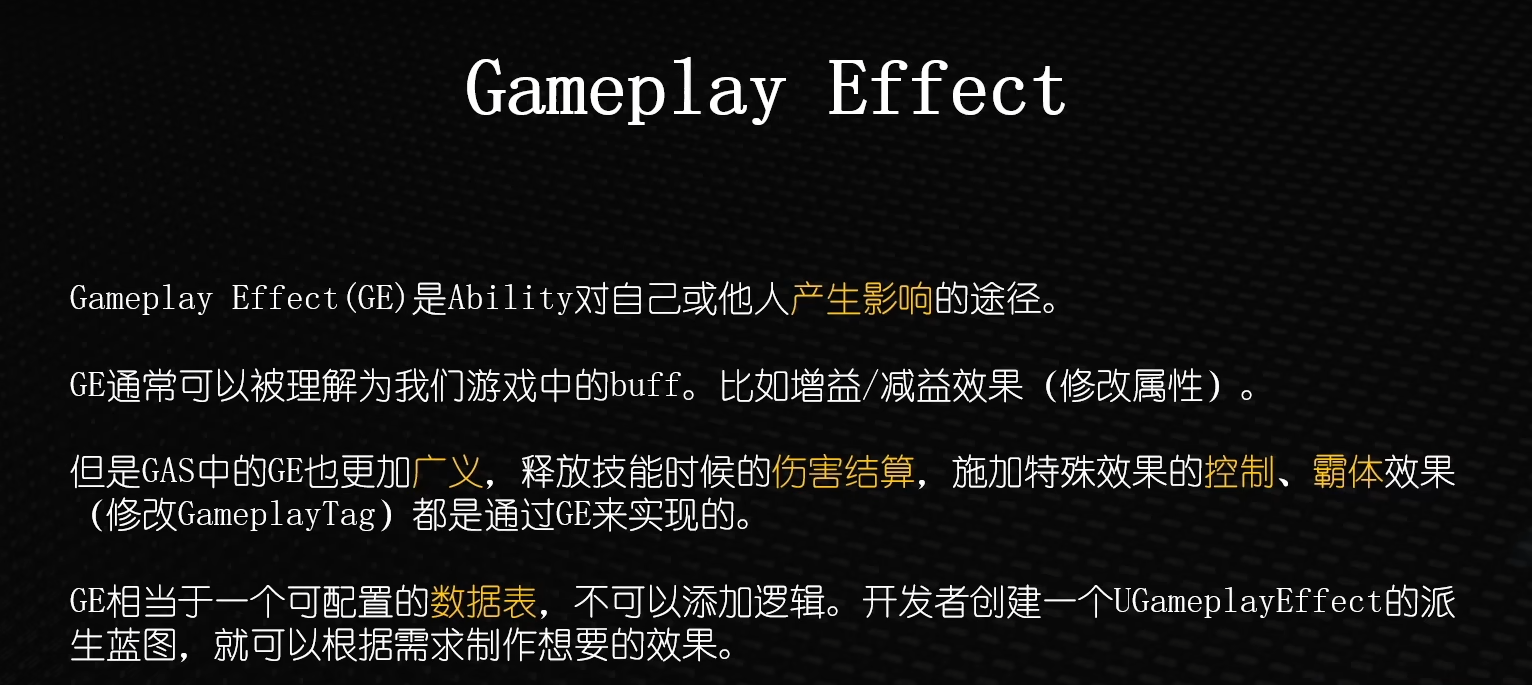 Gameplay Effect
Gameplay Effect(GE)是Ability对自己或他人产生影响的途径。
GE通常可以被理解为我们游戏中的buff。比如增益/减益效果（修改属性）。
但是GAS中的GE也更加广义，释放技能时候的伤害结算，施加特殊效果的控制、霸体效果
（修改GameplayTag）都是通过GE来实现的。
GE相当于一个可配置的数据表，不可以添加逻辑。开发者创建一个UGameplayEffect的派
生蓝图，就可以根据需求制作想要的效果。